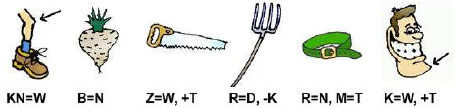 KN=W B=N Z=W, +T R=D, -K R=N, M=T K=W, +T